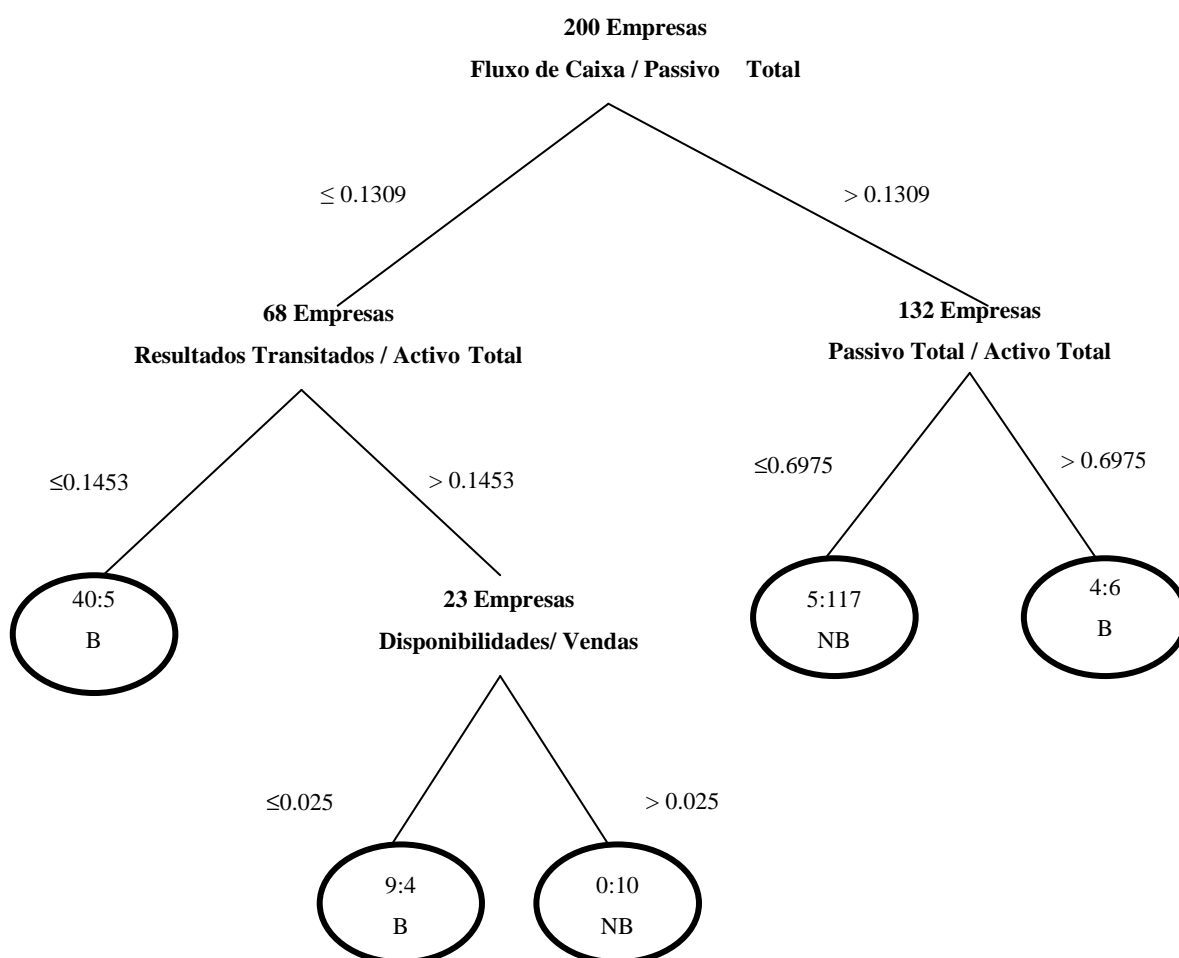 200 Empresas
Fluxo de Caixa / Passivo Total
≤ 0.1309
> 0.1309
68 Empresas
Resultados Transitados / Activo Total
132 Empresas
Passivo Total / Activo Total
≤0.1453
> 0.1453
≤0.6975
> 0.6975
40:5
B
23 Empresas
Disponibilidades/ Vendas
5:117
NB
4:6
B
≤0.025
> 0.025
9:4
B
0:10
NB